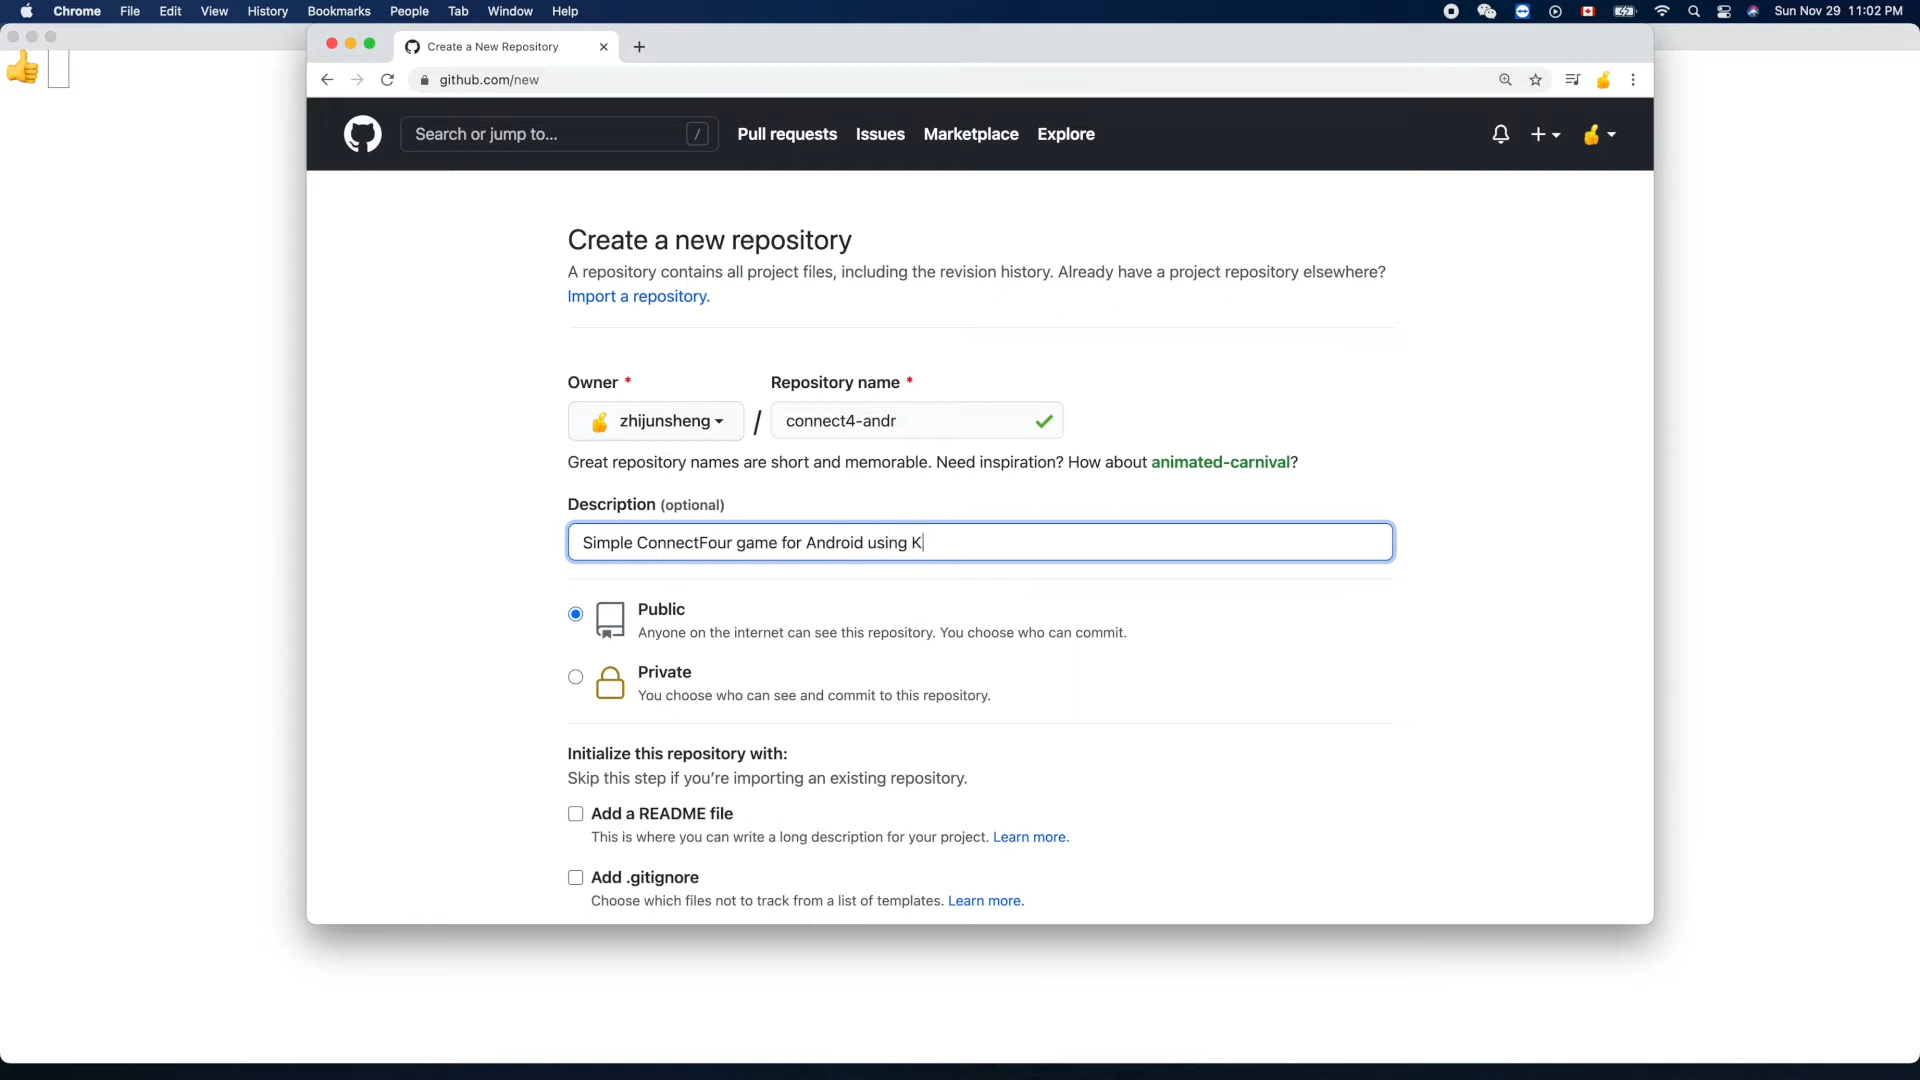 Chrome File Edit View History Bookmarks People Tab Window Help Sun Nov 29 11:02 PM
Create a New Repository
github.com/new
Search or jump to... / Pull requests Issues Marketplace Explore
Create a new repository
A repository contains all project files, including the revision history. Already have a project repository elsewhere?
Import a repository.
Owner * Repository name *
zhijunsheng / connect4-andr
Great repository names are short and memorable. Need inspiration? How about animated-carnival?
Description (optional)
Simple ConnectFour game for Android using K
Public
Anyone on the internet can see this repository. You choose who can commit.
Private
You choose who can see and commit to this repository.
Initialize this repository with:
Skip this step if you’re importing an existing repository.
Add a README file
This is where you can write a long description for your project. Learn more.
Add .gitignore
Choose which files not to track from a list of templates. Learn more.